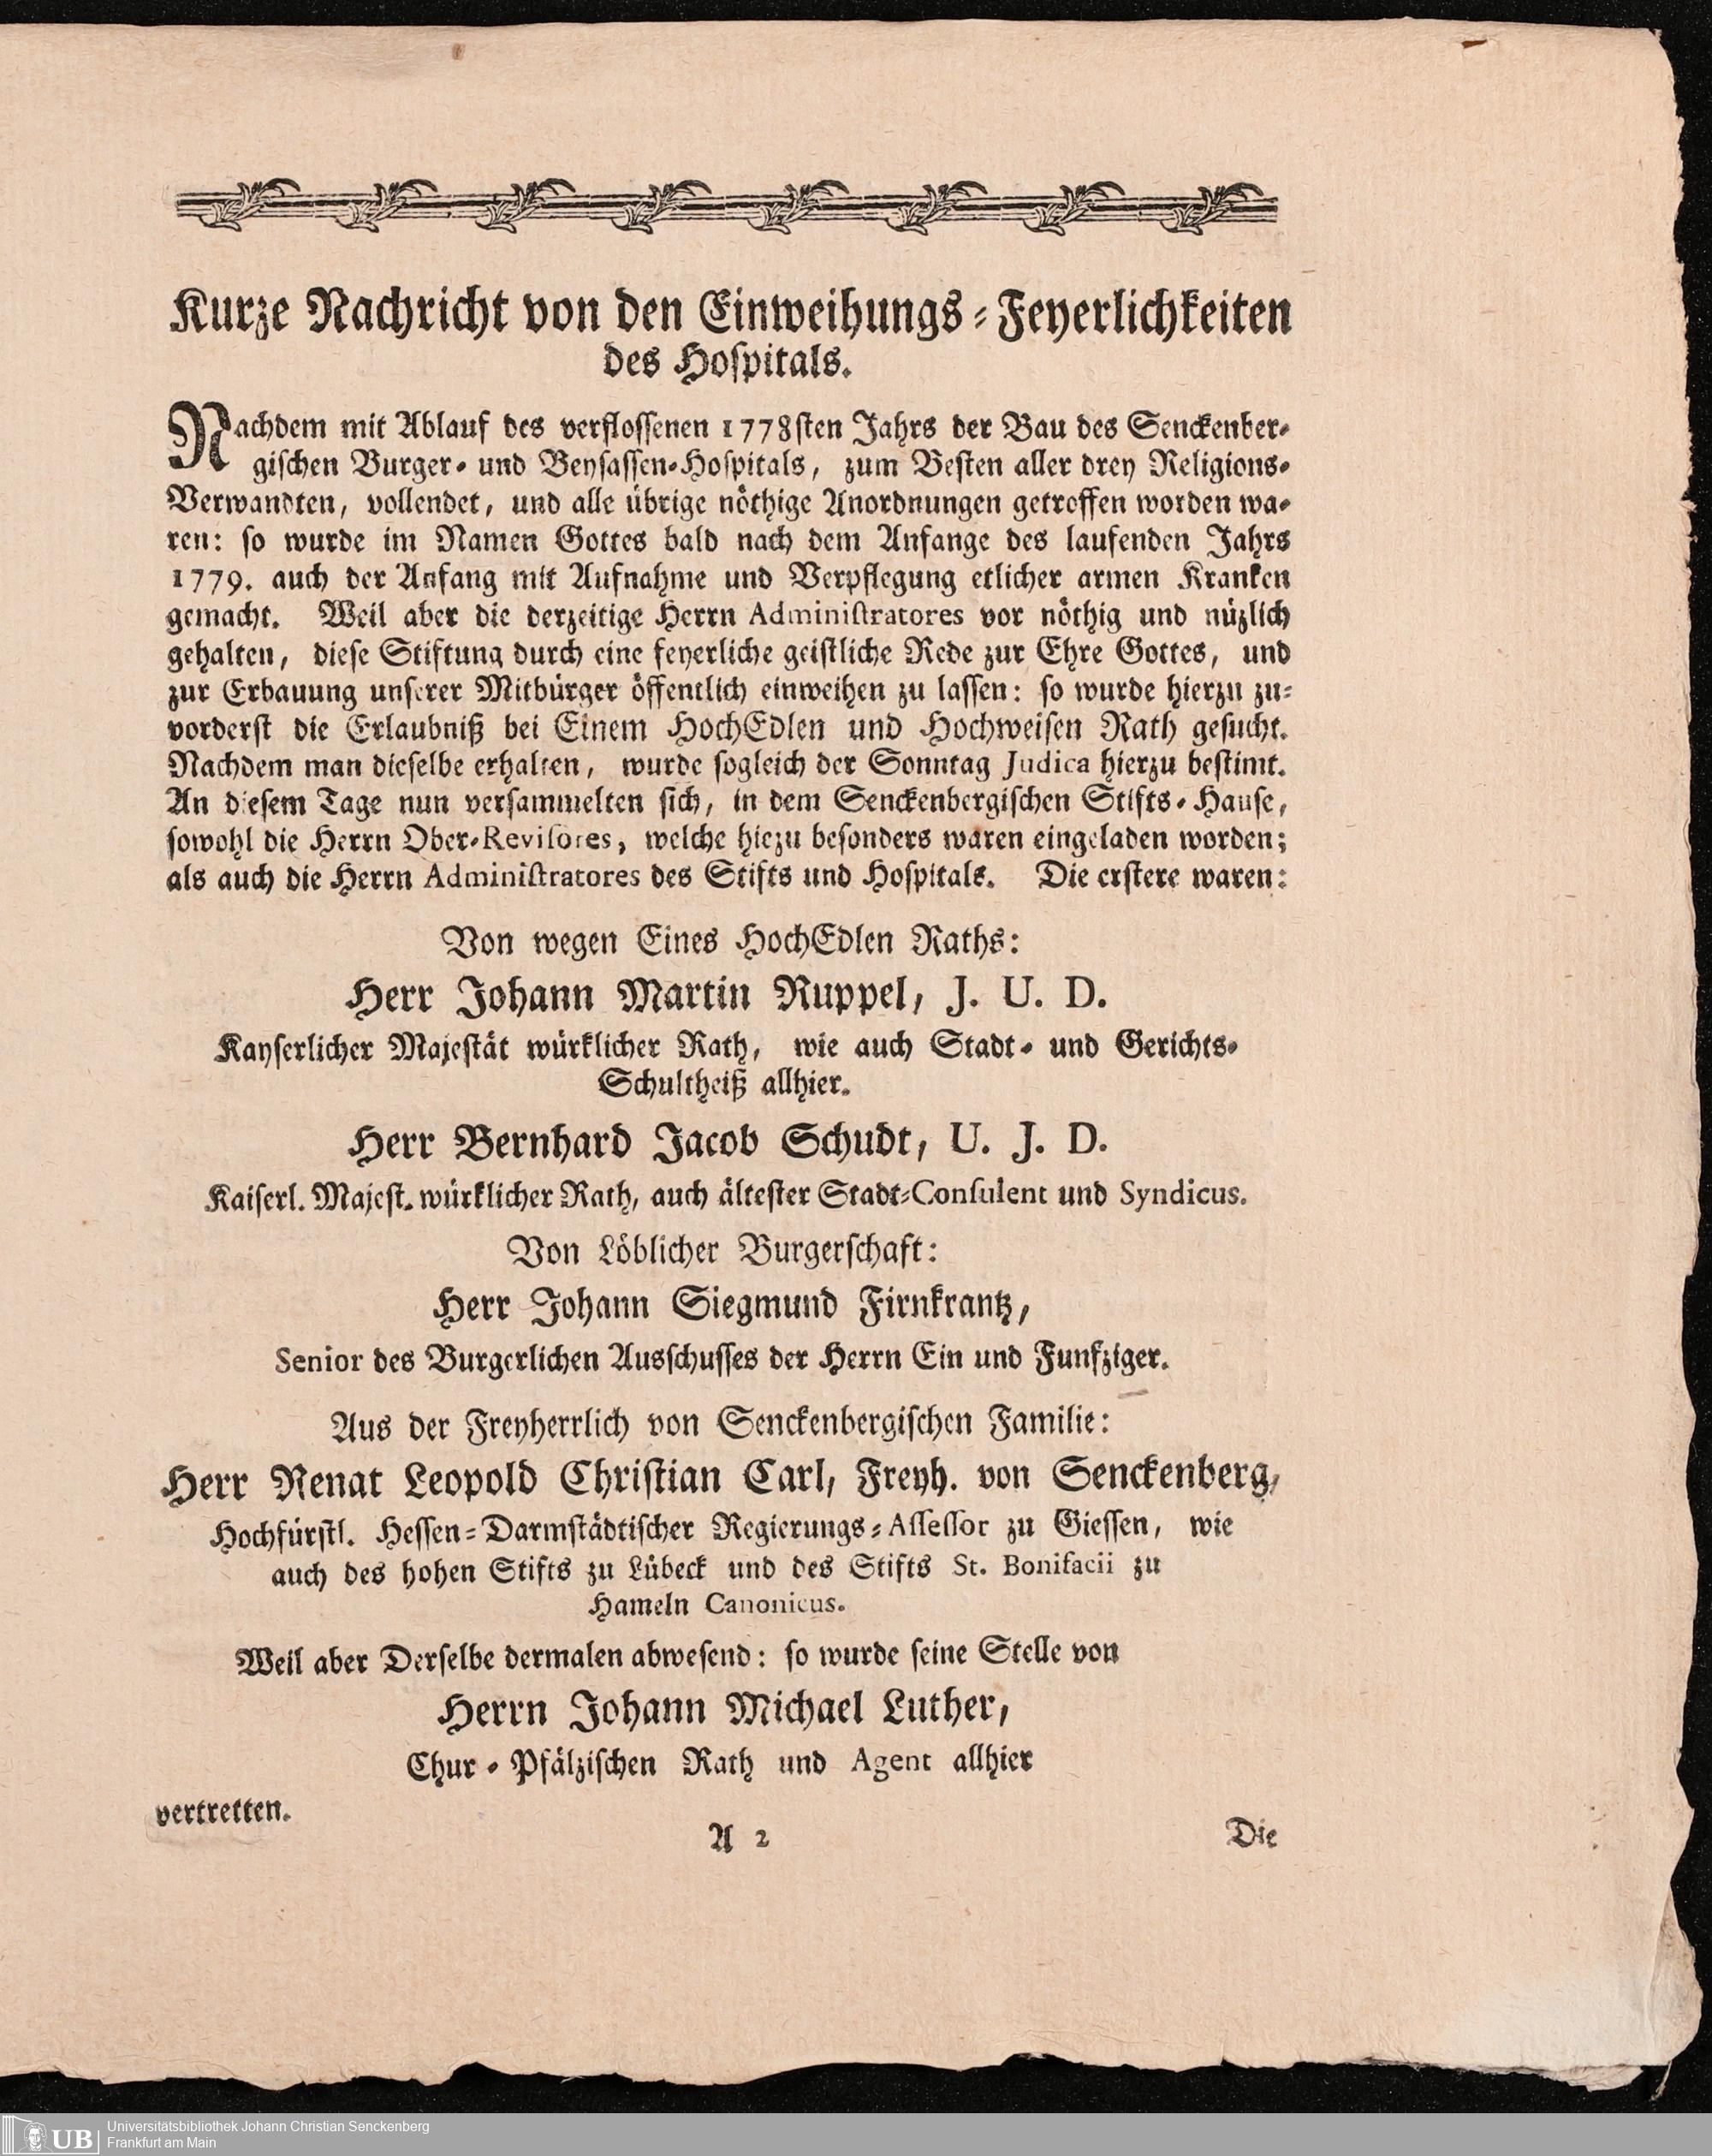 Kurze Nachricht von den Einweihungs-Feyerlichkeiten
des Hoſpitals.
Nachdem mit Ablauf des verfloſſenen 1778ſten Jahrs der Bau des Senckenber-
giſchen Burger- und Beyſaſſen-Hoſpitals, zum Beſten aller drey Religions-
Verwandten, vollendet, und alle übrige nöthige Anordnungen getroffen worden wa-
ren: ſo wurde im Namen Gottes bald nach dem Anfange des laufenden Jahrs
1779. auch der Anfang mit Aufnahme und Verpflegung etlicher armen Kranken
gemacht. Weil aber die derzeitige Herrn Adminiſtratores vor nöthig und nüzlich
gehalten, dieſe Stiftung durch eine feyerliche geiſtliche Rede zur Ehre Gottes, und
zur Erbauung unſerer Mitbürger öffentlich einweihen zu laſſen: ſo wurde hierzu zu-
vorderſt die Erlaubniß bei Einem HochEdlen und Hochweiſen Rath geſucht.
Nachdem man dieſelbe erhalten, wurde ſogleich der Sonntag Judica hierzu beſtimt.
An dieſem Tage nun verſammelten ſich, in dem Senckenbergiſchen Stifts-Hauſe,
ſowohl die Herrn Ober-Reviſores, welche hiezu beſonders waren eingeladen worden;
als auch die Herrn Adminiſtratores des Stifts und Hoſpitals. Die erſtere waren:
Von wegen Eines HochEdlen Raths:
Herr Johann Martin Ruppel, J. U. D.
Kayſerlicher Majeſtät würklicher Rath, wie auch Stadt- und Gerichts-
Schultheiß allhier.
Herr Bernhard Jacob Schudt, U. J. D.
Kaiſerl. Majeſt. würklicher Rath, auch älteſter Stadt-Conſulent und Syndicus.
Von Löblicher Burgerſchaft:
Herr Johann Siegmund Firnkrantz,
Senior des Burgerlichen Ausſchuſſes der Herrn Ein und Funfziger.
Aus der Freyherrlich von Senckenbergiſchen Familie:
Herr Renat Leopold Chriſtian Carl, Freyh. von Senckenberg,
Hochfürſtl. Heſſen-Darmſtädtiſcher Regierungs-Aſſeſſor zu Gieſſen, wie
auch des hohen Stifts zu Lübeck und des Stifts St. Bonifacii zu
Hameln Canonicus.
Weil aber Derſelbe dermalen abweſend: ſo wurde ſeine Stelle von
Herrn Johann Michael Luther,
Chur-Pfälziſchen Rath und Agent allhier
vertretten.
A 2 Die
UB Universitätsbibliothek Johann Christian Senckenberg
Frankfurt am Main